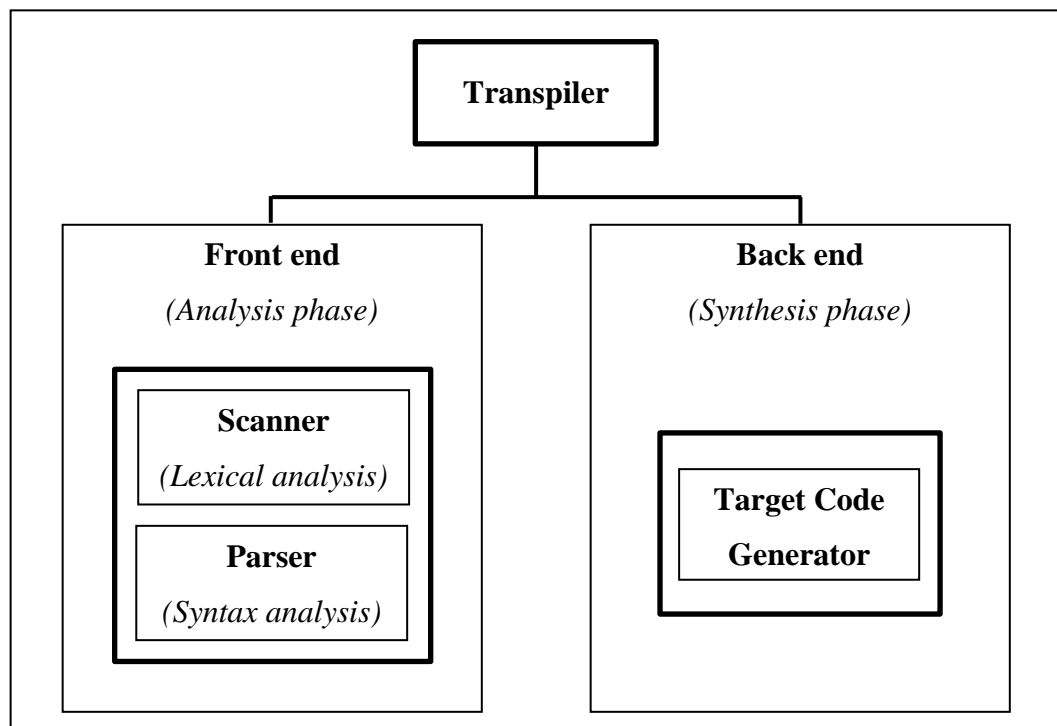 Transpiler
Front end
(Analysis phase)
Scanner
(Lexical analysis)
Parser
(Syntax analysis)
Back end
(Synthesis phase)
Target Code
Generator